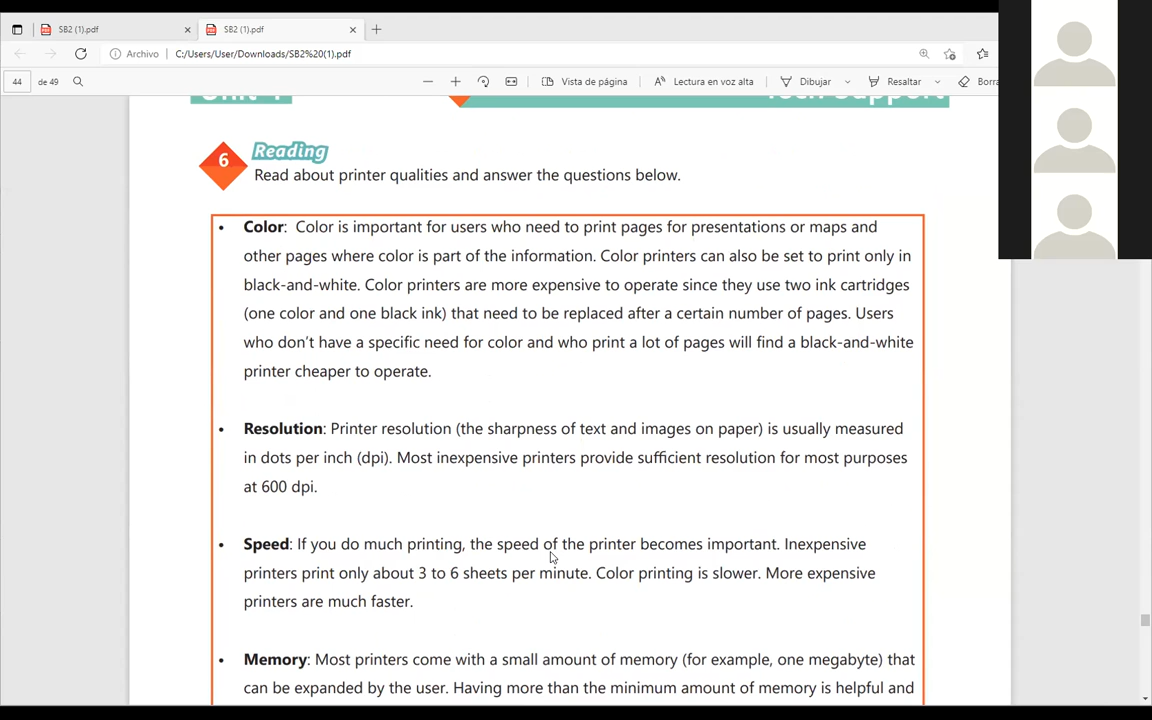 SB2 (1).pdf
SB2 (1).pdf
Archivo
C:/Users/User/Downloads/SB2%20(1).pdf
44
de 49
Vista de página
Lectura en voz alta
Dibujar
Resaltar
Borra
Tech Support
6
Reading
Read about printer qualities and answer the questions below.
• Color: Color is important for users who need to print pages for presentations or maps and
other pages where color is part of the information. Color printers can also be set to print only in
black-and-white. Color printers are more expensive to operate since they use two ink cartridges
(one color and one black ink) that need to be replaced after a certain number of pages. Users
who don't have a specific need for color and who print a lot of pages will find a black-and-white
printer cheaper to operate.
• Resolution: Printer resolution (the sharpness of text and images on paper) is usually measured
in dots per inch (dpi). Most inexpensive printers provide sufficient resolution for most purposes
at 600 dpi.
• Speed: If you do much printing, the speed of the printer becomes important. Inexpensive
printers print only about 3 to 6 sheets per minute. Color printing is slower. More expensive
printers are much faster.
• Memory: Most printers come with a small amount of memory (for example, one megabyte) that
can be expanded by the user. Having more than the minimum amount of memory is helpful and